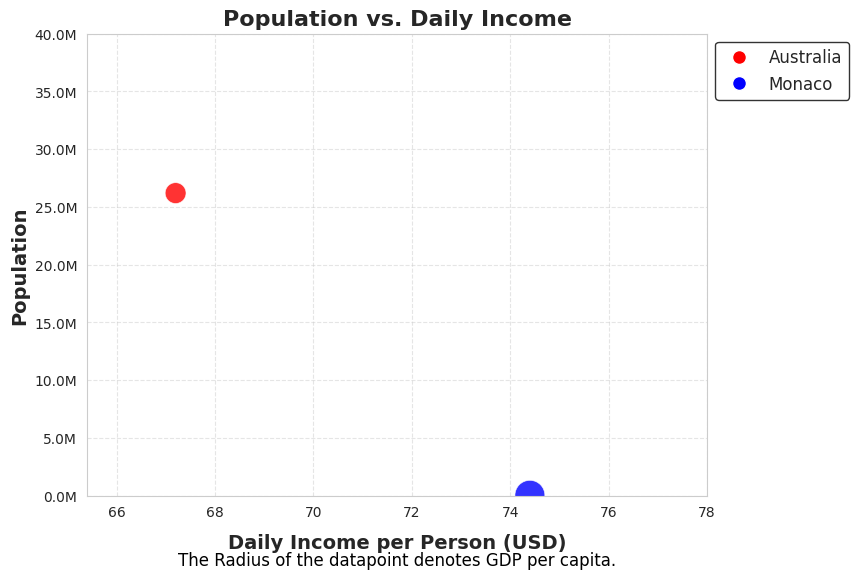 Population vs. Daily Income
Australia
Monaco
Population
40.0M
35.0M
30.0M
25.0M
20.0M
15.0M
10.0M
5.0M
0.0M
66 68 70 72 74 76 78
Daily Income per Person (USD)
The Radius of the datapoint denotes GDP per capita.